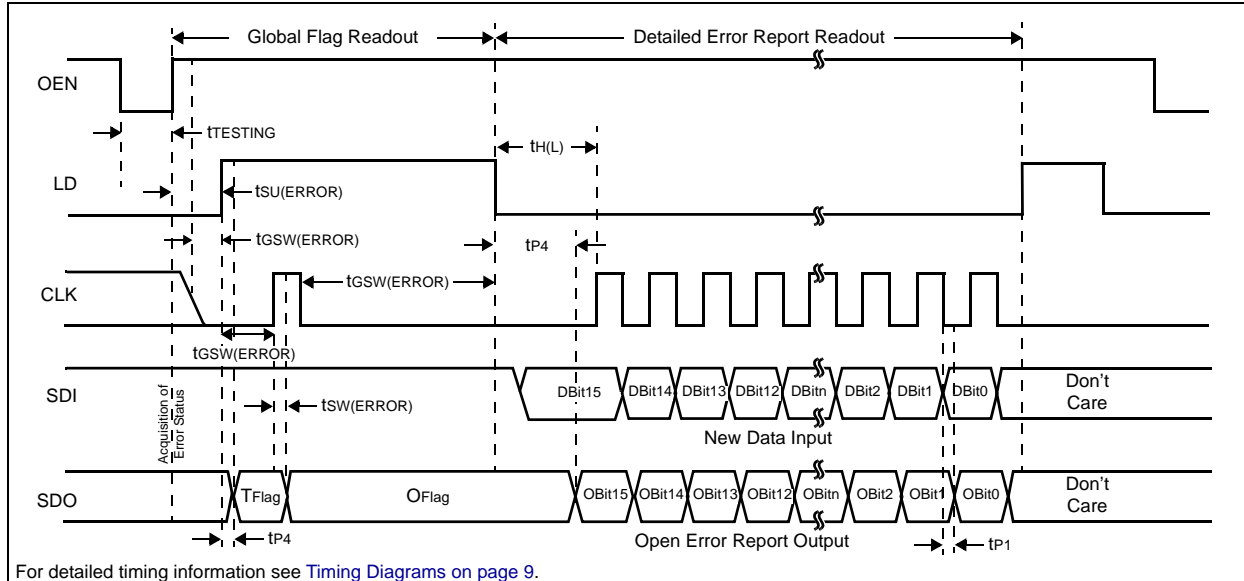 Global Flag Readout
Detailed Error Report Readout
OEN
tTESTING
tH(L)
LD
tSU(ERROR)
tGSW(ERROR)
tP4
tGSW(ERROR)
CLK
tGSW(ERROR)
SDI
DBit15 DBit14 DBit13 DBit12 DBitn DBit2 DBit1 DBit0
Don't
Care
Acquisition of
Error Status
tSW(ERROR)
New Data Input
SDO
TFlag
OFlag
OBit15 OBit14 OBit13 OBit12 OBitn OBit2 OBit1 OBit0
Don't
Care
tP4
Open Error Report Output
tP1
For detailed timing information see Timing Diagrams on page 9.